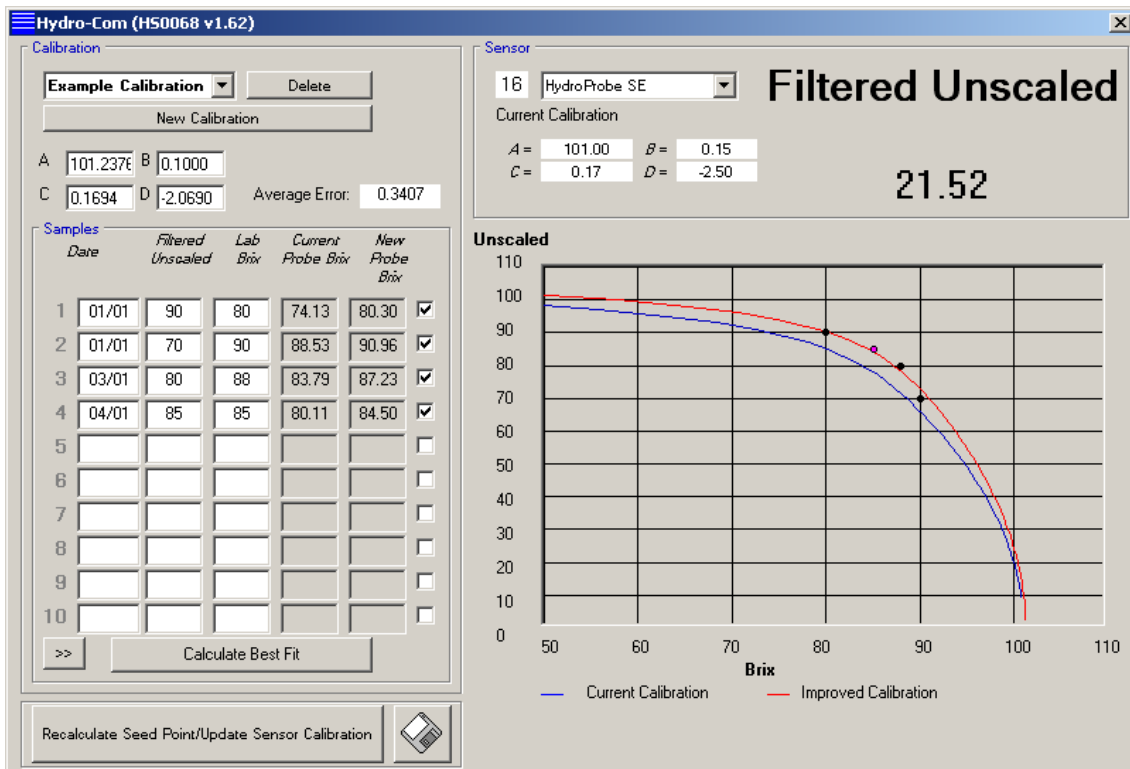 Hydro-Com (HS0068 v1.62)
Calibration
Example Calibration
Delete
New Calibration
A 101.2376 B 0.1000
C 0.1694 D -2.0690 Average Error: 0.3407
Samples
Date Filtered Unscaled Lab Brix Current Probe Brix New Probe Brix
1 01/01 90 80 74.13 80.30
2 01/01 70 90 88.53 90.96
3 03/01 80 88 83.79 87.23
4 04/01 85 85 80.11 84.50
5
6
7
8
9
10
>> Calculate Best Fit
Recalculate Seed Point/Update Sensor Calibration
Sensor
16 HydroProbe SE
Current Calibration
A = 101.00 B = 0.15
C = 0.17 D = -2.50
Filtered Unscaled
21.52
Unscaled
110
100
90
80
70
60
50
40
30
20
10
0
50 60 70 80 90 100 110
Brix
Current Calibration Improved Calibration